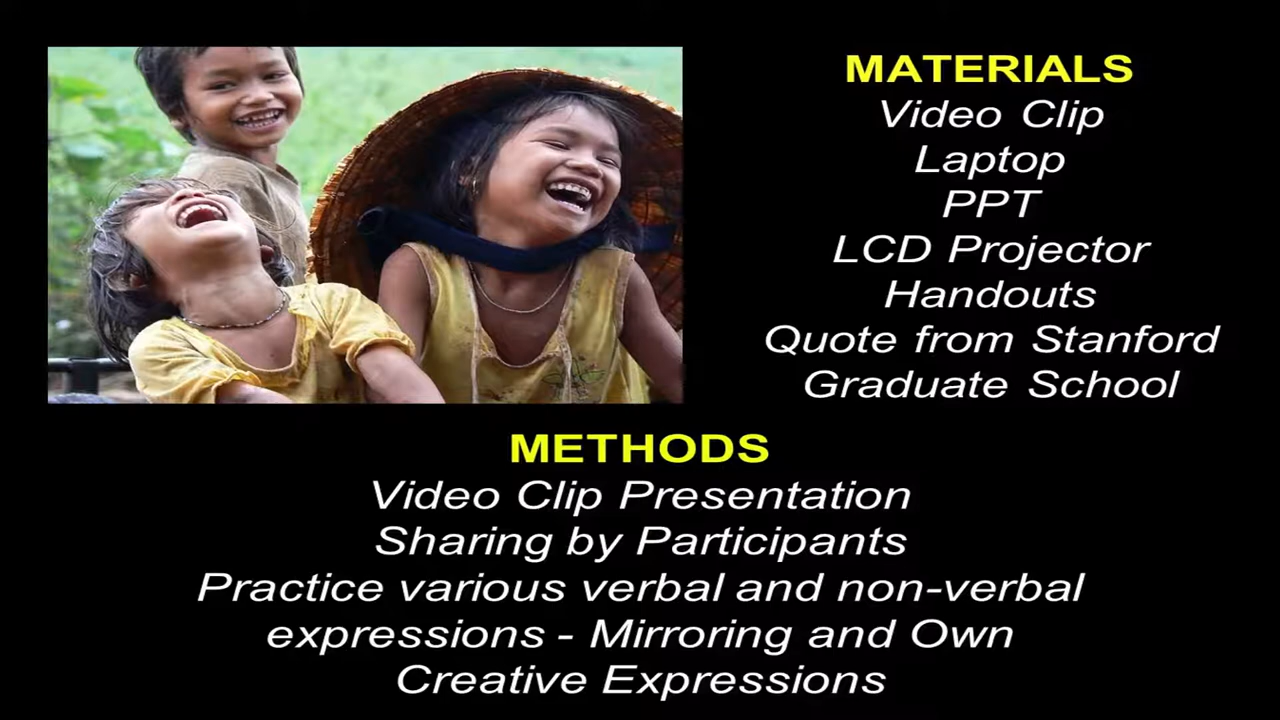 MATERIALS
Video Clip
Laptop
PPT
LCD Projector
Handouts
Quote from Stanford
Graduate School
METHODS
Video Clip Presentation
Sharing by Participants
Practice various verbal and non-verbal
expressions - Mirroring and Own
Creative Expressions